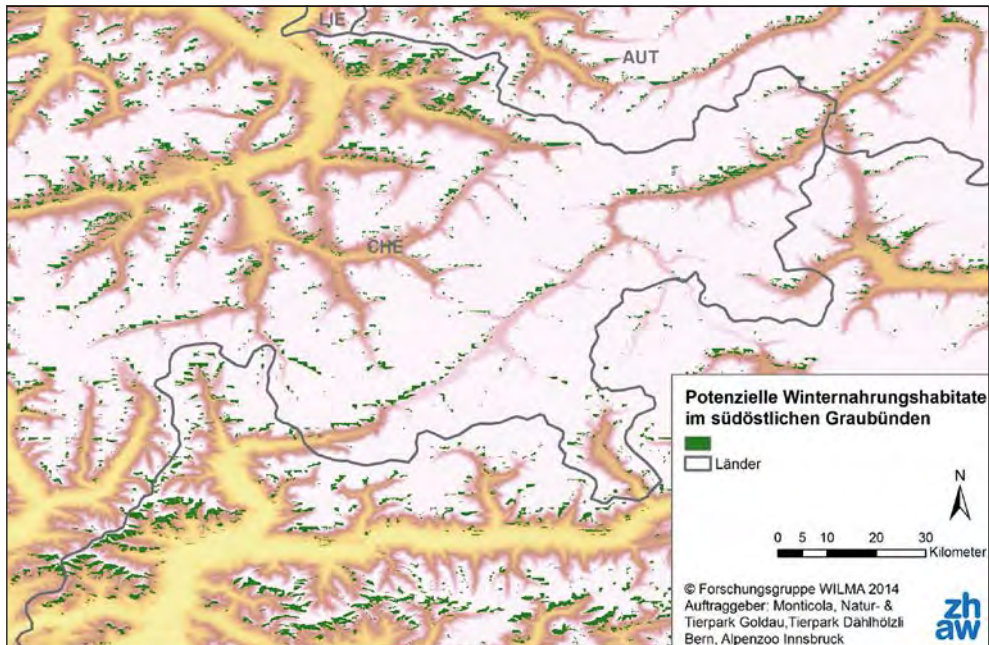 LIE
AUT
CHE
Potenzielle Winternahrungshabitate
im südöstlichen Graubünden
Länder
N
0 5 10 20 30
Kilometer
© Forschungsgruppe WILMA 2014
Auftraggeber: Monticola, Natur- &
Tierpark Goldau,Tierpark Dählhölzli
Bern, Alpenzoo Innsbruck
zh
aw